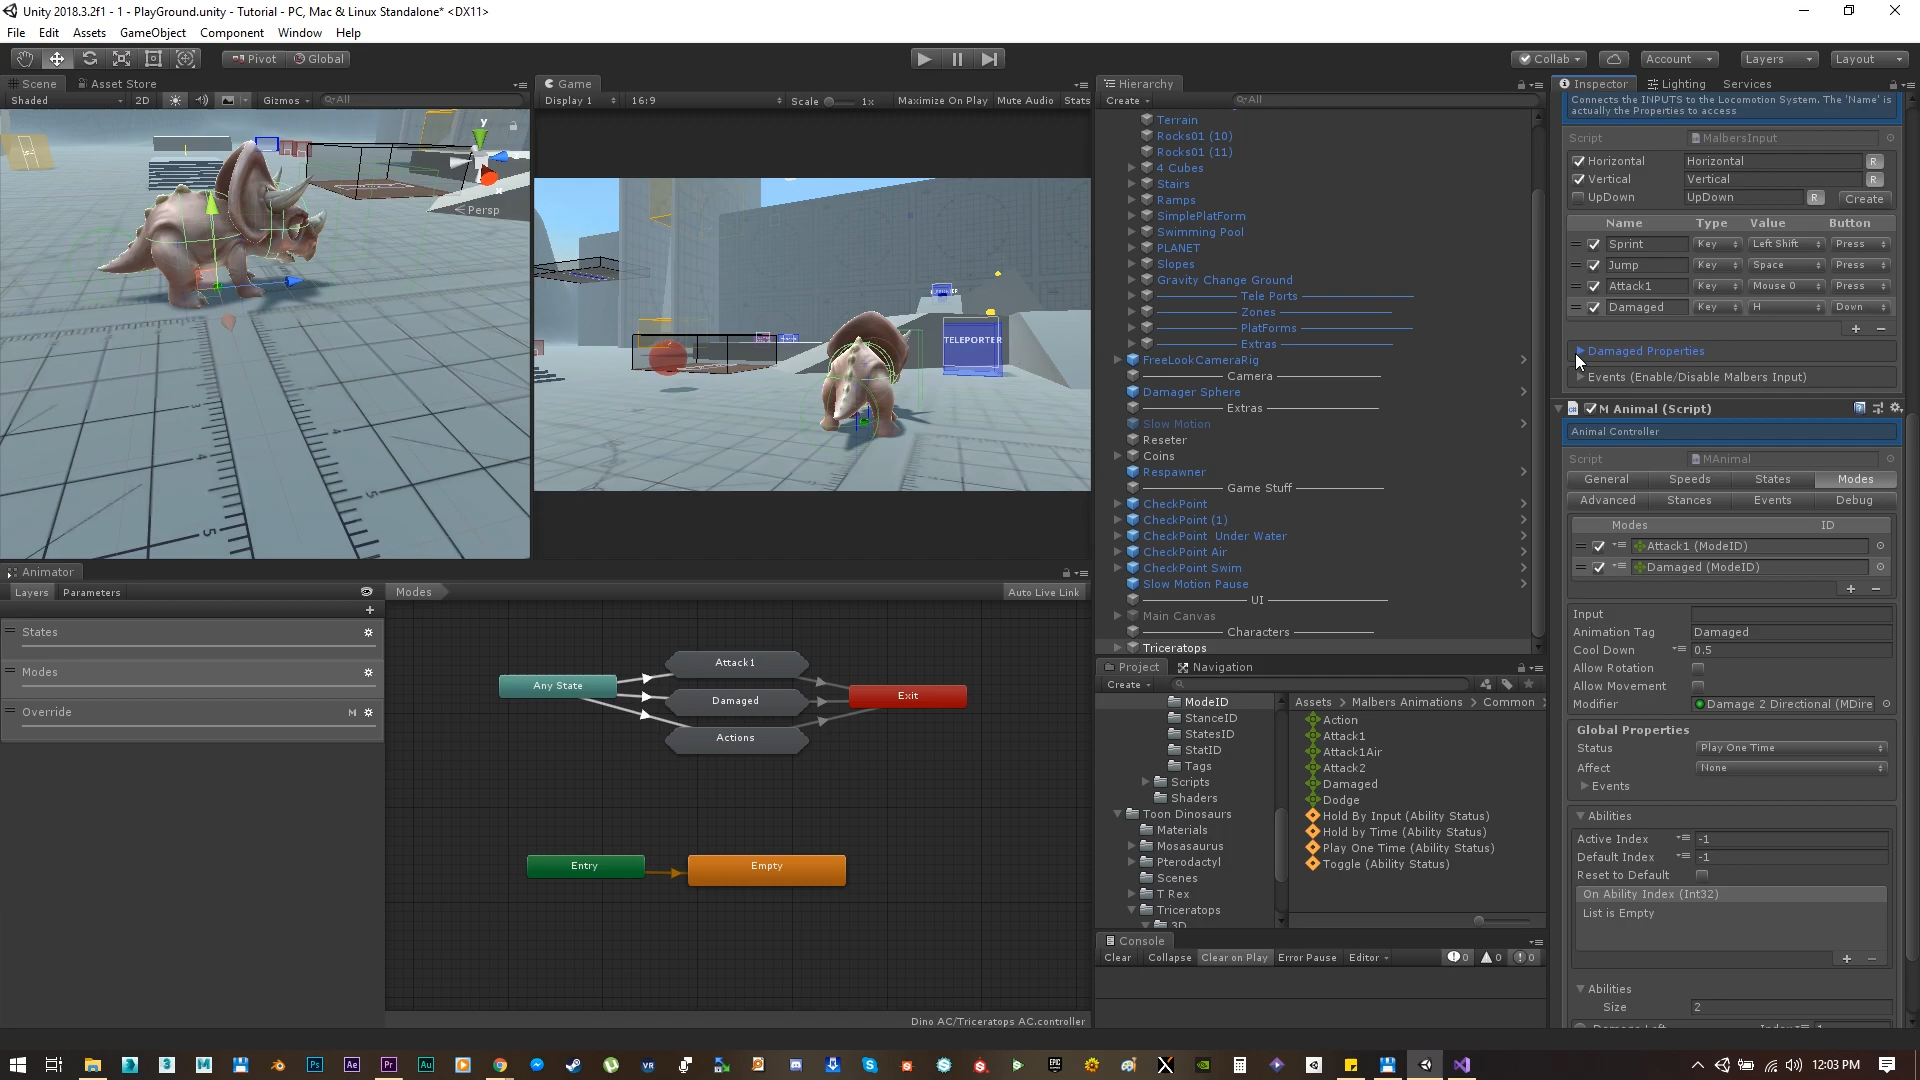 Unity 2018.3.2f1 - 1 - PlayGround.unity - Tutorial - PC, Mac & Linux Standalone* <DX11>
File Edit Assets GameObject Component Window Help
Pivot Global Collab Account Layers Layout
Scene Asset Store
Shaded 2D Gizmos All
Persp
y
x
Game
Display 1 16:9 Scale 1x Maximize On Play Mute Audio Stats
TELEPORTER
Animator
Layers Parameters Modes Auto Live Link
States
Modes
Override M
Any State
Attack1
Damaged
Actions
Exit
Entry
Empty
Dino AC/Triceratops AC.controller
Hierarchy
Create All
Terrain
Rocks01 (10)
Rocks01 (11)
4 Cubes
Stairs
Ramps
SimplePlatForm
Swimming Pool
PLANET
Slopes
Gravity Change Ground
Tele Ports
Zones
PlatForms
Extras
FreeLookCameraRig
Camera
Damager Sphere
Extras
Slow Motion
Reseter
Coins
Respawner
Game Stuff
CheckPoint
CheckPoint (1)
CheckPoint Under Water
CheckPoint Air
CheckPoint Swim
Slow Motion Pause
UI
Main Canvas
Characters
Triceratops
Project Navigation
Create
ModeID
StanceID
StatesID
StatID
Tags
Scripts
Shaders
Toon Dinosaurs
Materials
Mosasaurus
Pterodactyl
Scenes
T Rex
Triceratops
3D
Assets > Malbers Animations > Common
Action
Attack1
Attack1Air
Attack2
Damaged
Dodge
Hold By Input (Ability Status)
Hold by Time (Ability Status)
Play One Time (Ability Status)
Toggle (Ability Status)
Console
Clear Collapse Clear on Play Error Pause Editor 0 0 0
Inspector Lighting Services
Connects the INPUTS to the Locomotion System. The 'Name' is
actually the Properties to access
Script MalbersInput
Horizontal Horizontal R
Vertical Vertical R
UpDown UpDown R Create
Name Type Value Button
Sprint Key Left Shift Press
Jump Key Space Press
Attack1 Key Mouse 0 Press
Damaged Key H Down
Damaged Properties
Events (Enable/Disable Malbers Input)
M Animal (Script)
Animal Controller
Script MAnimal
General Speeds States Modes
Advanced Stances Events Debug
Modes ID
Attack1 (ModeID)
Damaged (ModeID)
Input
Animation Tag Damaged
Cool Down 0.5
Allow Rotation
Allow Movement
Modifier Damage 2 Directional (MDire
Global Properties
Status Play One Time
Affect None
Events
Abilities
Active Index -1
Default Index -1
Reset to Default
On Ability Index (Int32)
List is Empty
Abilities
Size 2
12:03 PM